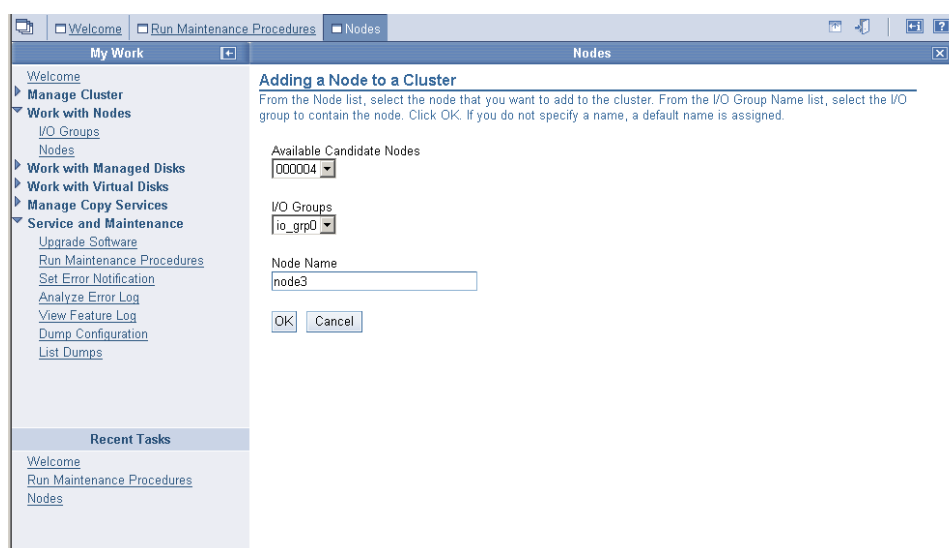 Welcome
Run Maintenance Procedures
Nodes
?
My Work
Nodes
Welcome
Manage Cluster
Work with Nodes
I/O Groups
Nodes
Work with Managed Disks
Work with Virtual Disks
Manage Copy Services
Service and Maintenance
Upgrade Software
Run Maintenance Procedures
Set Error Notification
Analyze Error Log
View Feature Log
Dump Configuration
List Dumps
Recent Tasks
Welcome
Run Maintenance Procedures
Nodes
Adding a Node to a Cluster
From the Node list, select the node that you want to add to the cluster. From the I/O Group Name list, select the I/O
group to contain the node. Click OK. If you do not specify a name, a default name is assigned.
Available Candidate Nodes
000004
I/O Groups
io_grp0
Node Name
node3
OK
Cancel